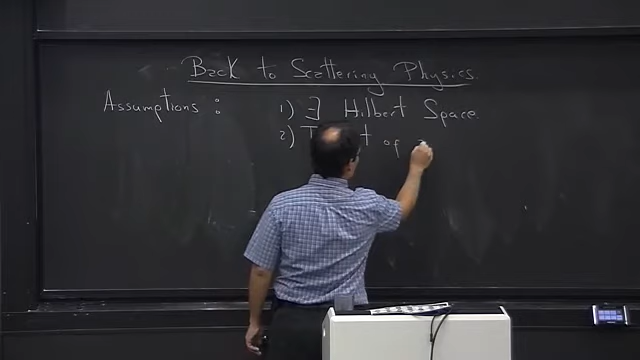 Back to Scattering Physics.
Assumptions : 1) ∃ Hilbert Space.
2) of